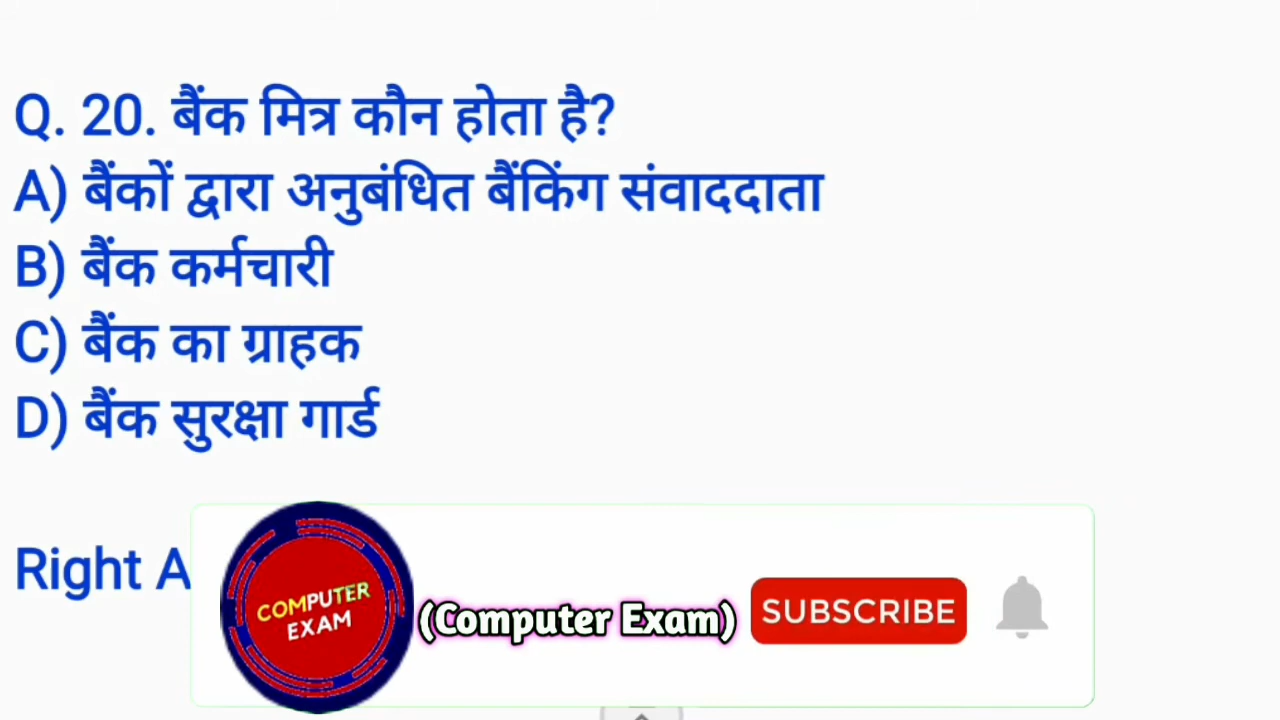 Q. 20. बैंक मित्र कौन होता है?
A) बैंकों द्वारा अनुबंधित बैंकिंग संवाददाता
B) बैंक कर्मचारी
C) बैंक का ग्राहक
D) बैंक सुरक्षा गार्ड
Right A
COMPUTER
EXAM
(Computer Exam)
SUBSCRIBE